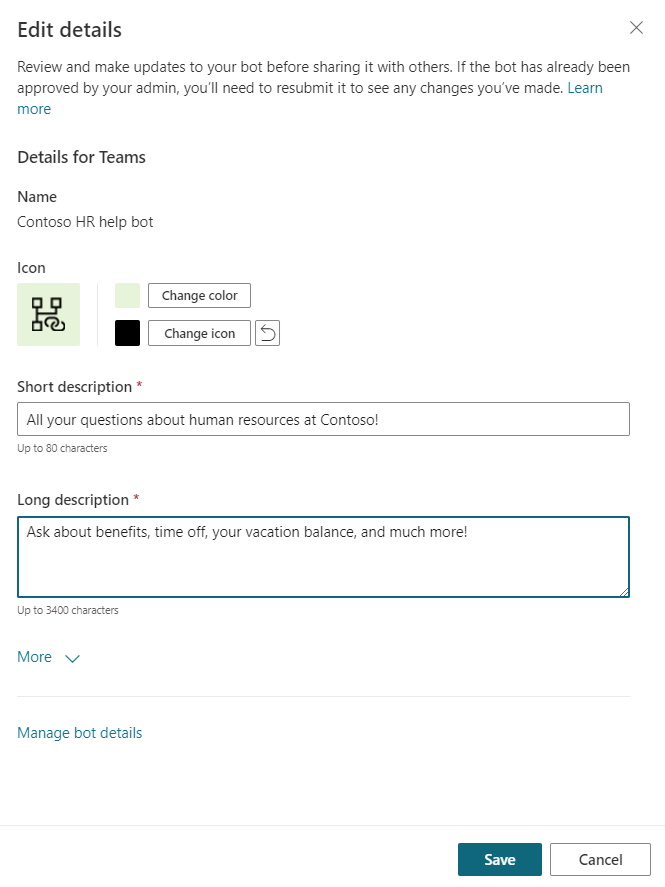 Edit details
Review and make updates to your bot before sharing it with others. If the bot has already been
approved by your admin, you’ll need to resubmit it to see any changes you’ve made. Learn
more
Details for Teams
Name
Contoso HR help bot
Icon
Change color
Change icon
Short description *
All your questions about human resources at Contoso!
Up to 80 characters
Long description *
Ask about benefits, time off, your vacation balance, and much more!
Up to 3400 characters
More
Manage bot details
Save
Cancel